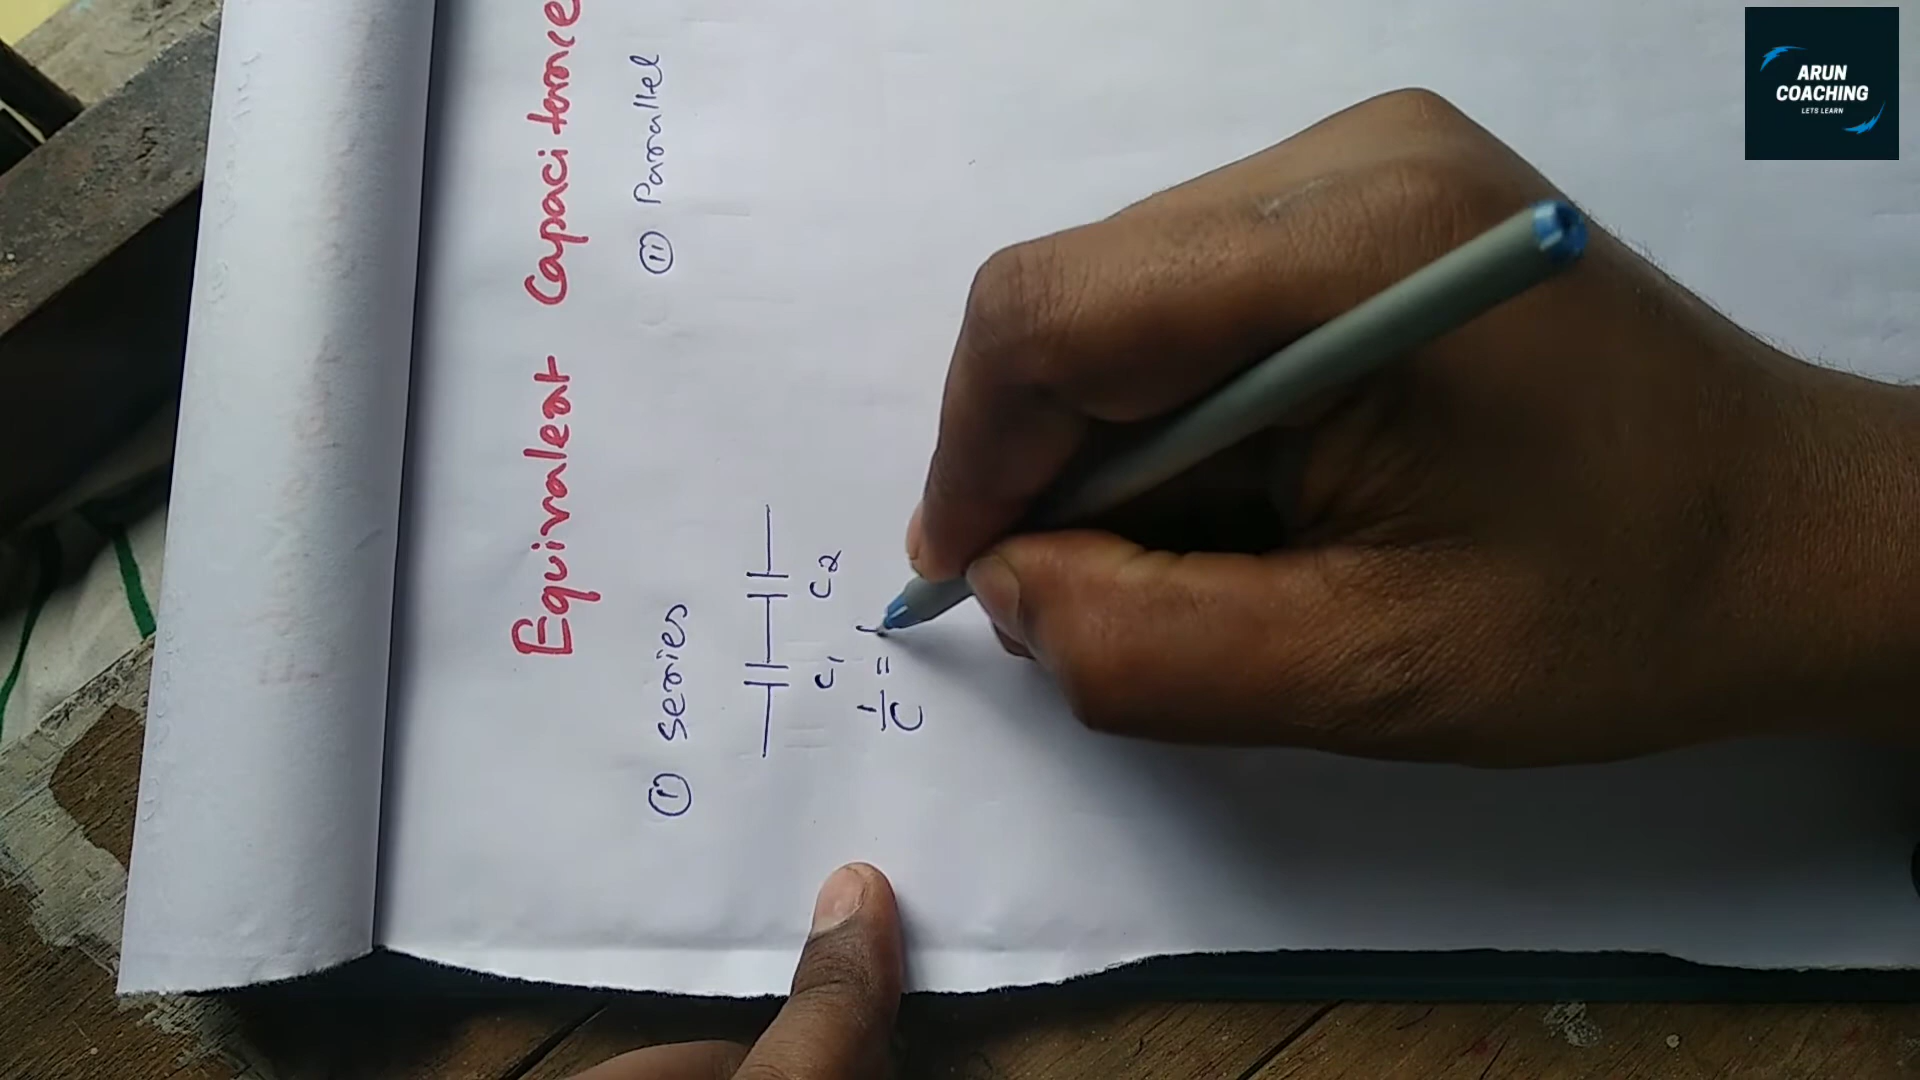 Equivalent Capacitance
(i) series (ii) Parallel
C1 C2
1/C =
ARUN
COACHING
LETS LEARN